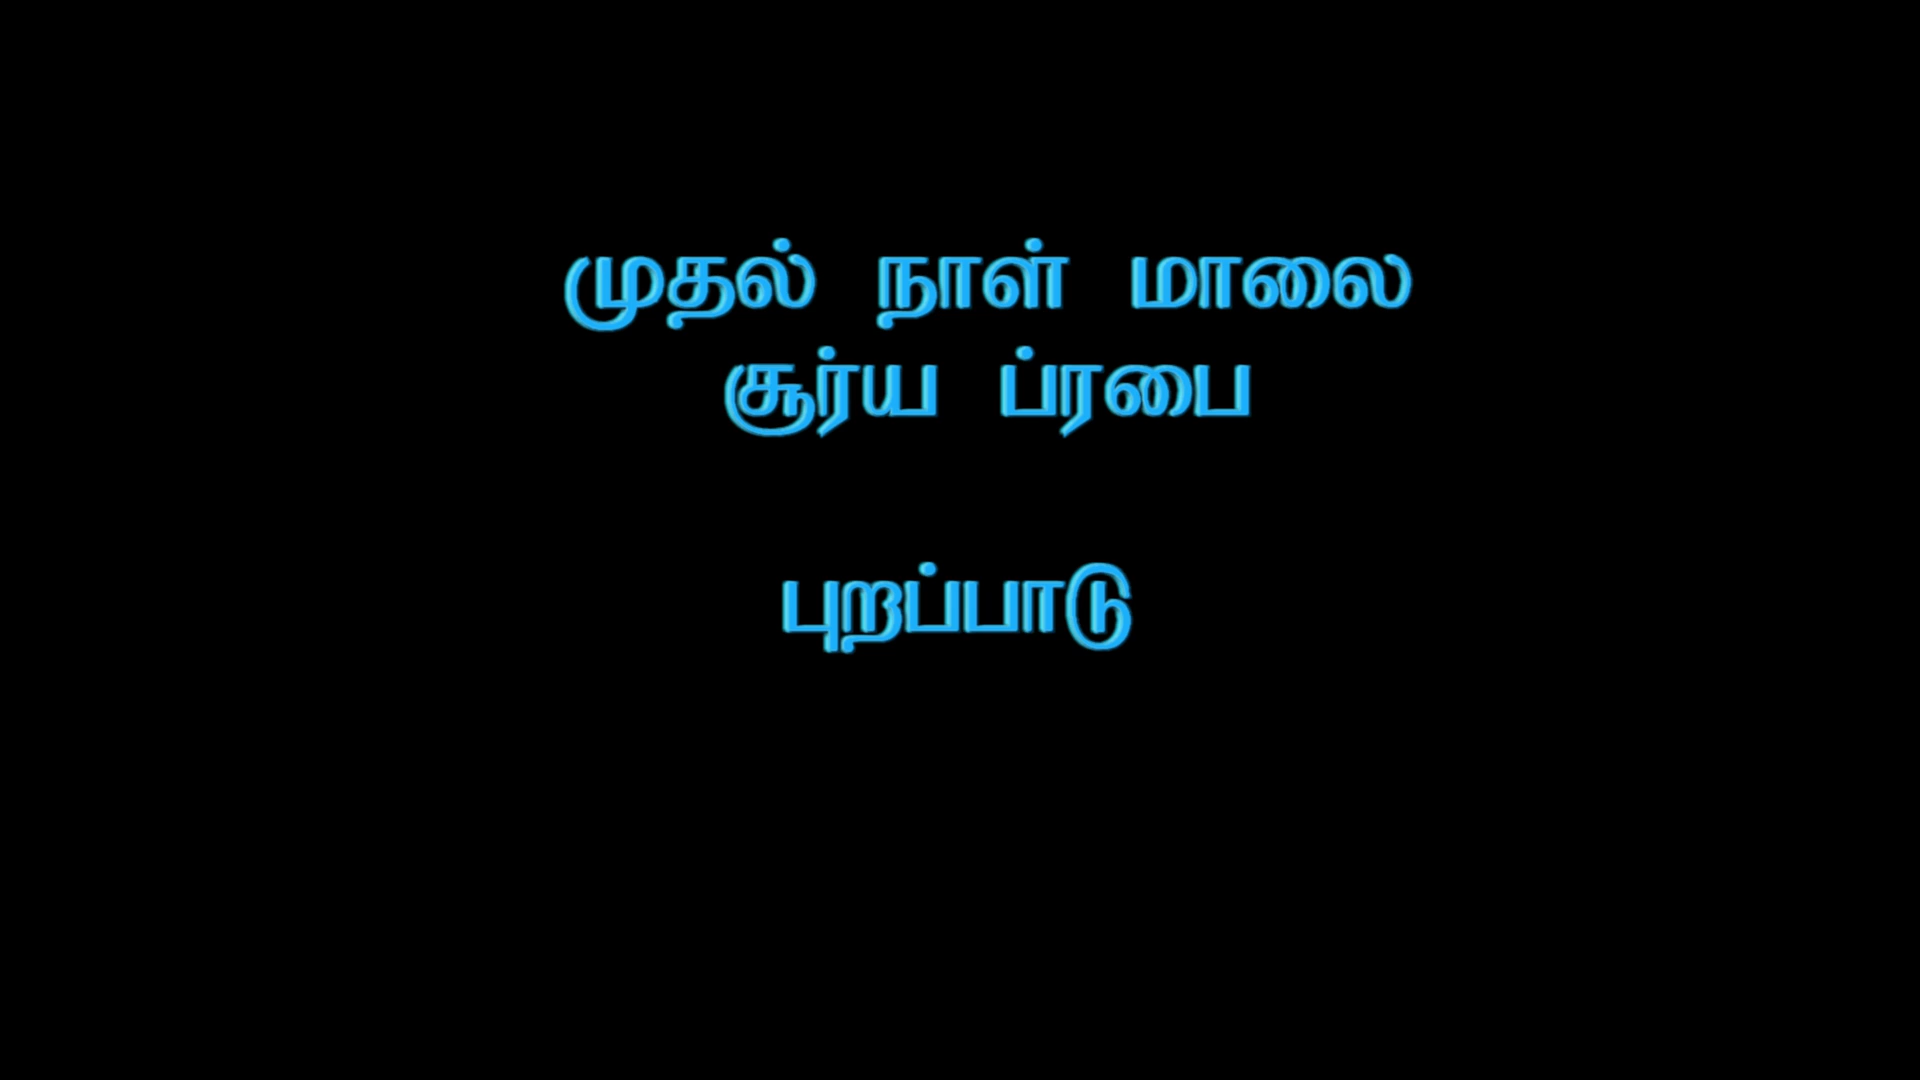 முதல் நாள் மாலை
சூர்ய ப்ரபை
புறப்பாடு